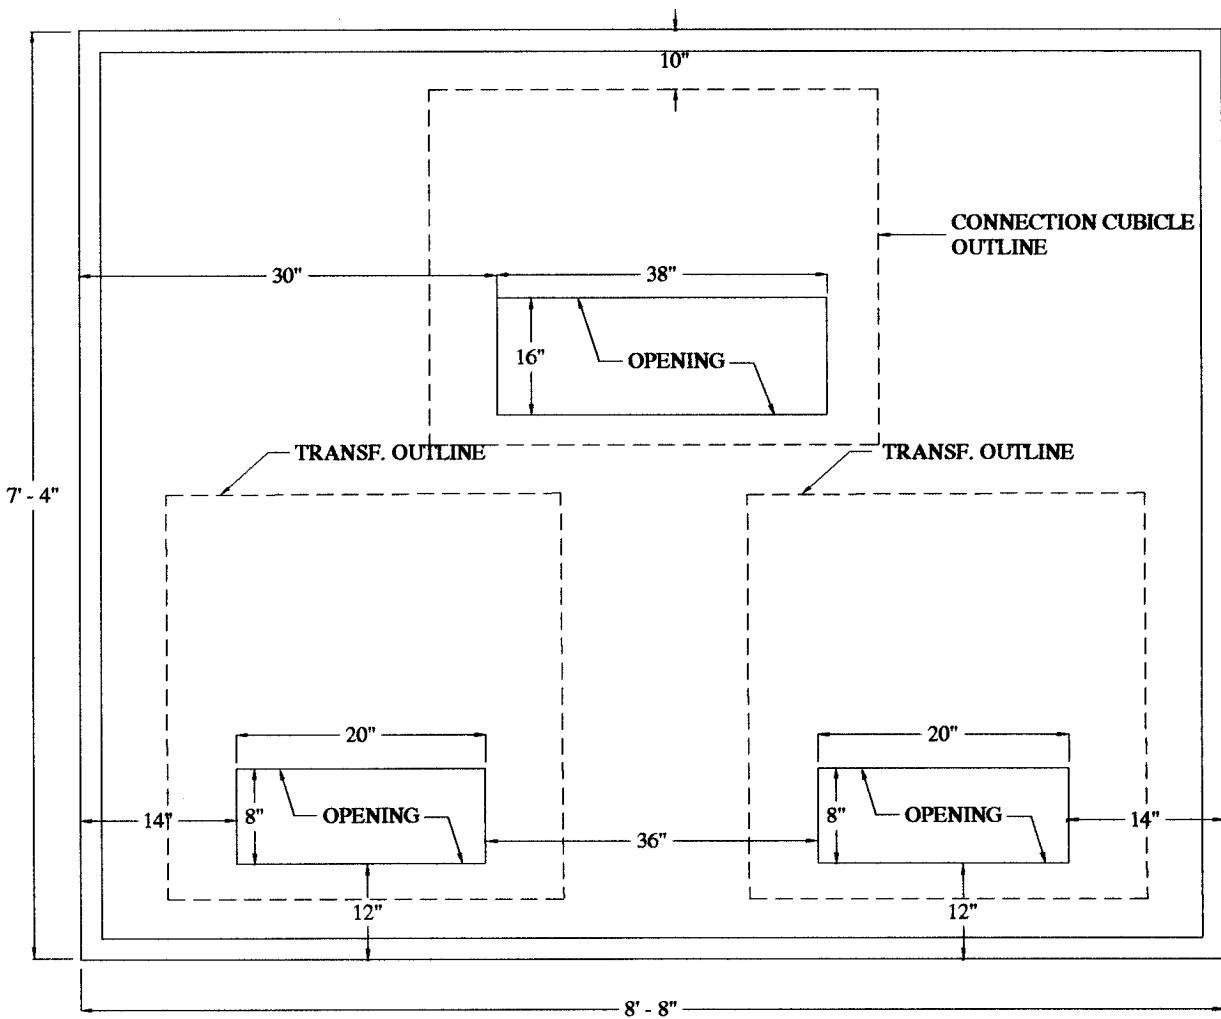 10"
CONNECTION CUBICLE
OUTLINE
30"
38"
16"
OPENING
TRANSF. OUTLINE
TRANSF. OUTLINE
7' - 4"
20"
20"
14"
8"
OPENING
36"
8"
OPENING
14"
12"
12"
8' - 8"